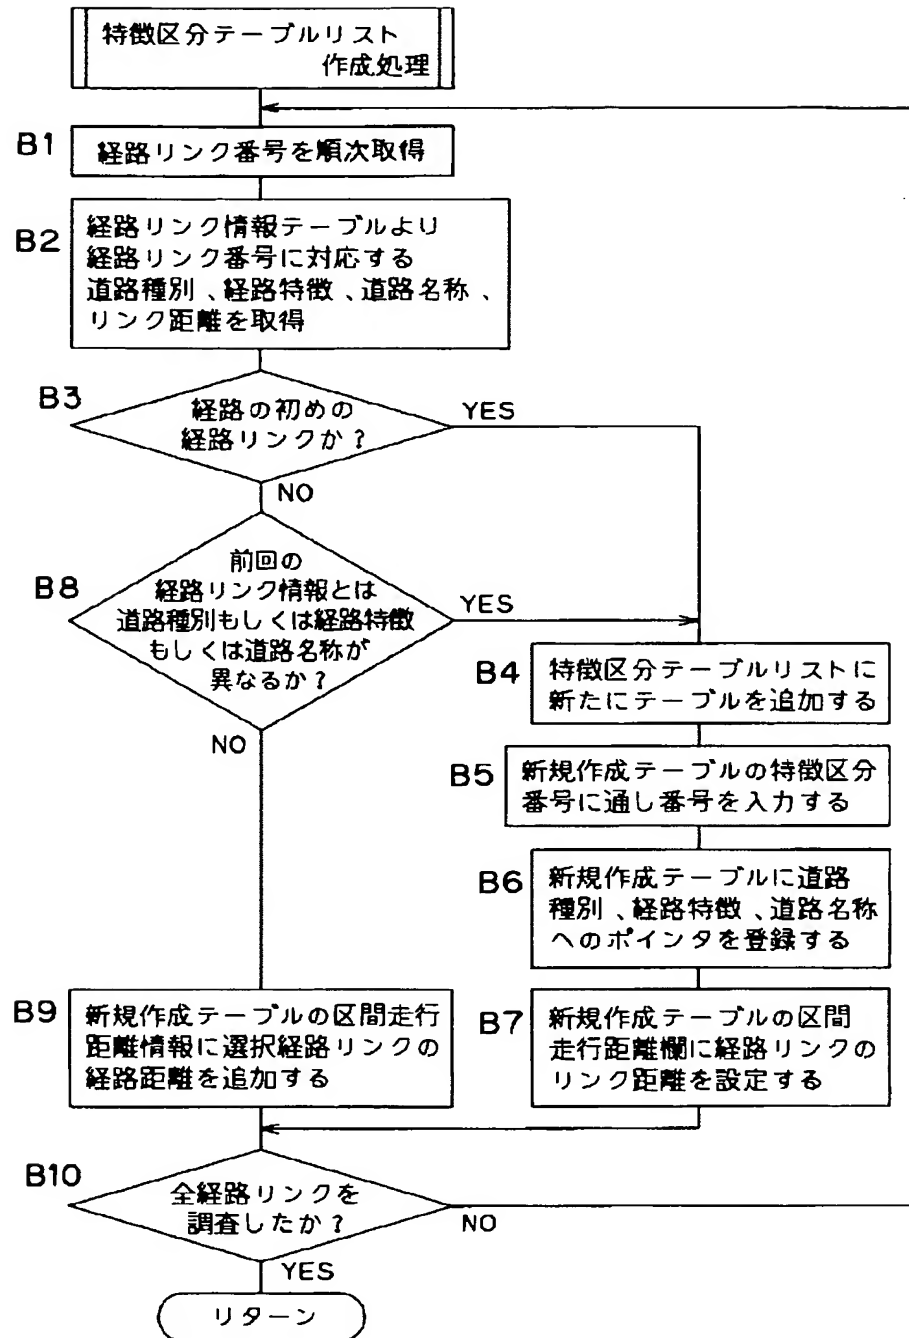 特徴区分テーブルリスト
作成処理
B1
経路リンク番号を順次取得
B2
経路リンク情報テーブルより
経路リンク番号に対応する
道路種別、経路特徴、道路名称、
リンク距離を取得
B3
経路の初めの
経路リンクか?
YES
NO
B8
前回の
経路リンク情報とは
道路種別もしくは経路特徴
もしくは道路名称が
異なるか?
YES
NO
B4
特徴区分テーブルリストに
新たにテーブルを追加する
B5
新規作成テーブルの特徴区分
番号に通し番号を入力する
B6
新規作成テーブルに道路
種別、経路特徴、道路名称
へのポインタを登録する
B9
新規作成テーブルの区間走行
距離情報に選択経路リンクの
経路距離を追加する
B7
新規作成テーブルの区間
走行距離欄に経路リンクの
リンク距離を設定する
B10
全経路リンクを
調査したか?
NO
YES
リターン